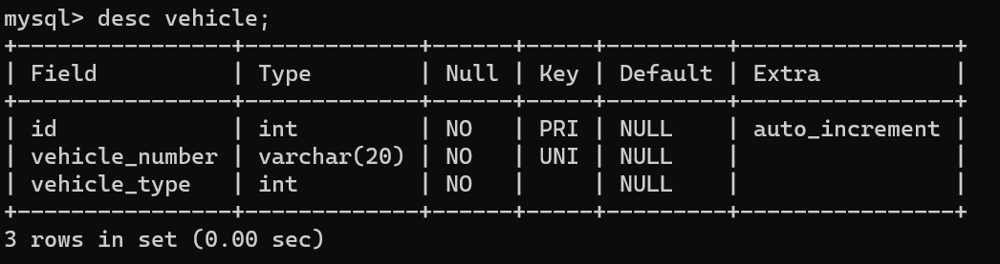 mysql> desc vehicle;
+----------------+-------------+------+-----+---------+----------------+
| Field          | Type        | Null | Key | Default | Extra          |
+----------------+-------------+------+-----+---------+----------------+
| id             | int         | NO   | PRI | NULL    | auto_increment |
| vehicle_number | varchar(20) | NO   | UNI | NULL    |                |
| vehicle_type   | int         | NO   |     | NULL    |                |
+----------------+-------------+------+-----+---------+----------------+
3 rows in set (0.00 sec)